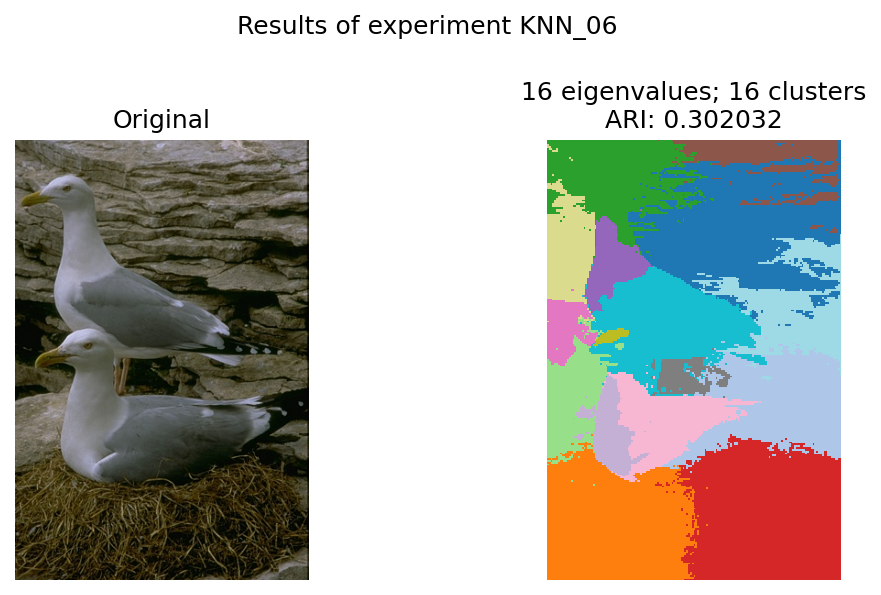 Results of experiment KNN_06
Original
16 eigenvalues; 16 clusters
ARI: 0.302032